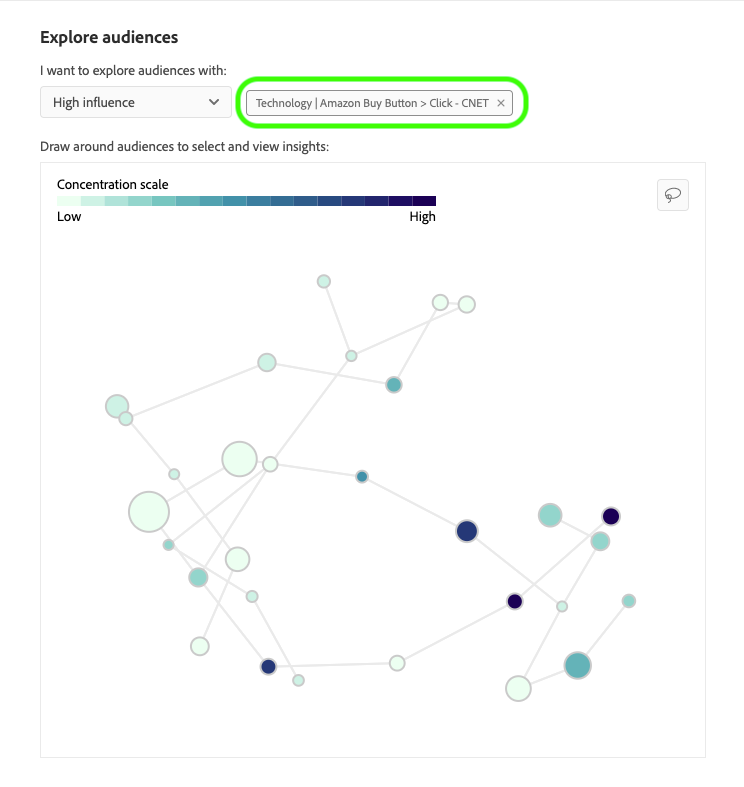 Explore audiences
I want to explore audiences with:
High influence
Technology | Amazon Buy Button > Click - CNET ×
Draw around audiences to select and view insights:
Concentration scale
Low High